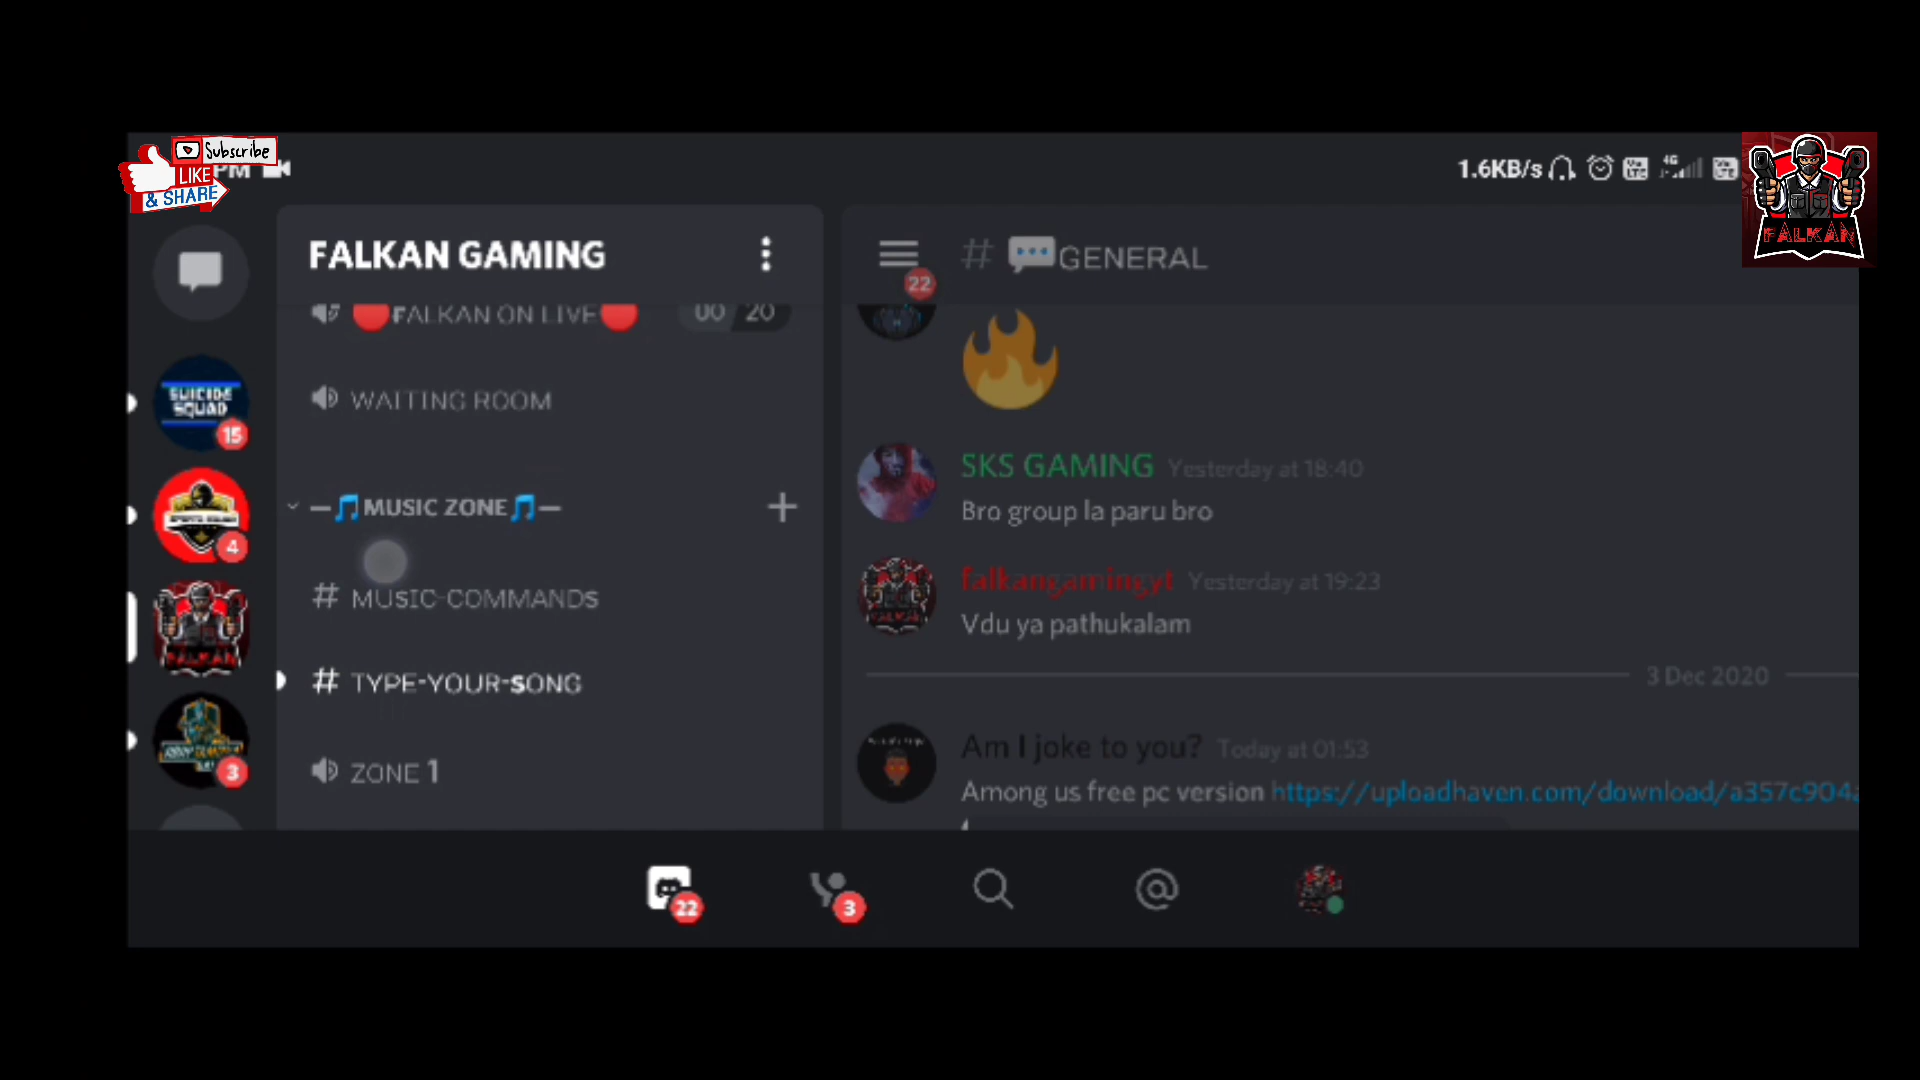 Subscribe
LIKE
& SHARE
PM
1.6KB/s
4G
FALKAN
FALKAN GAMING
22
# GENERAL
FALKAN ON LIVE
00 20
WAITING ROOM
SUICIDE
SQUAD
15
SKS GAMING Yesterday at 18:40
Bro group la paru bro
— MUSIC ZONE —
4
falkangamingyt Yesterday at 19:23
Vdu ya pathukalam
# MUSIC-COMMANDS
FALKAN
3 Dec 2020
# TYPE-YOUR-SONG
Am I joke to you? Today at 01:53
Among us free pc version https://uploadhaven.com/download/a357c904
ZONE 1
3
22
3